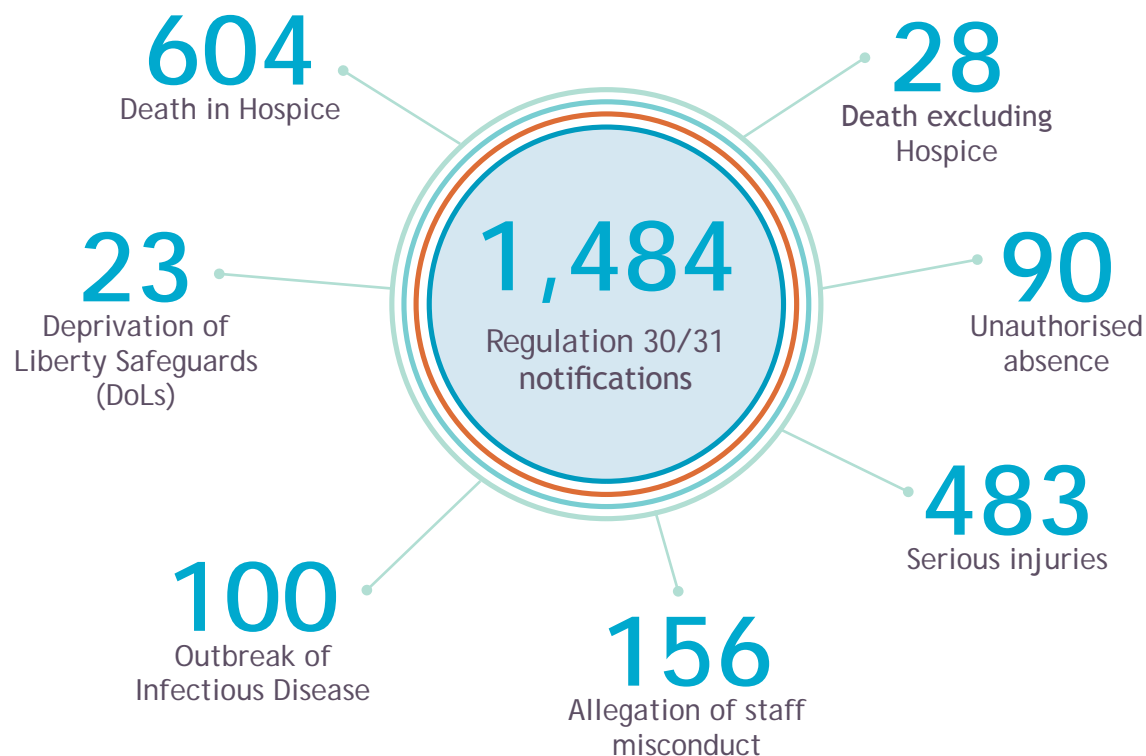 604
Death in Hospice
28
Death excluding
Hospice
1,484
Regulation 30/31
notifications
23
Deprivation of
Liberty Safeguards
(DoLs)
90
Unauthorised
absence
483
Serious injuries
100
Outbreak of
Infectious Disease
156
Allegation of staff
misconduct